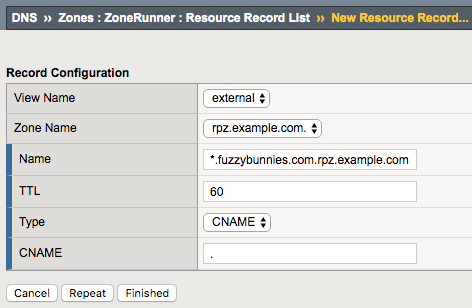 DNS ›› Zones : ZoneRunner : Resource Record List ›› New Resource Record...
Record Configuration
View Name external
Zone Name rpz.example.com.
Name *.fuzzybunnies.com.rpz.example.com
TTL 60
Type CNAME
CNAME .
Cancel Repeat Finished